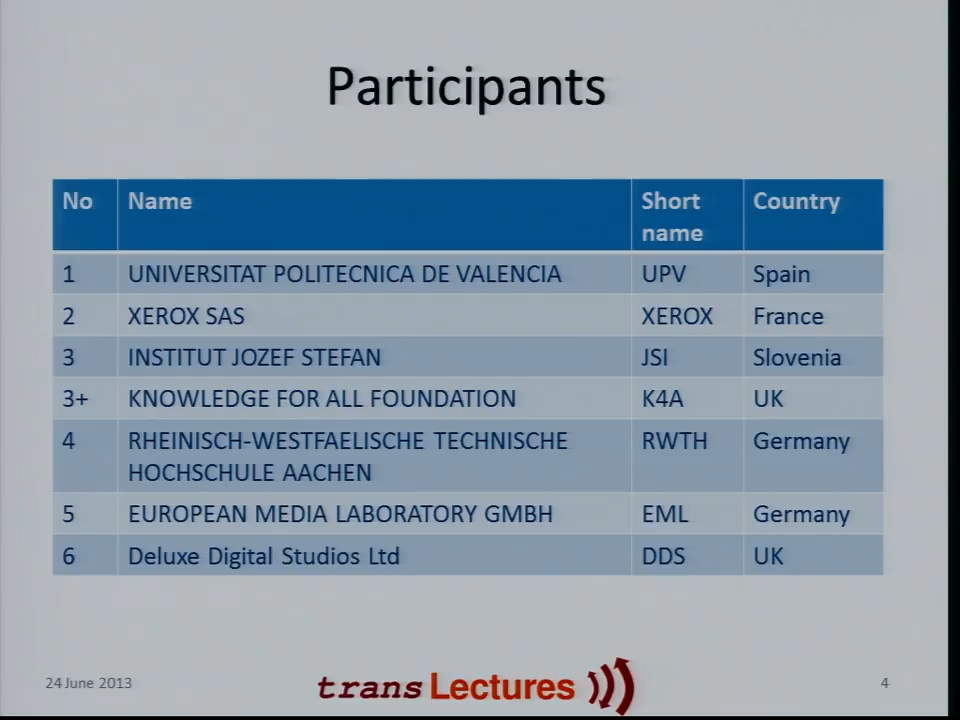 Participants
No Name Short name Country
1 UNIVERSITAT POLITECNICA DE VALENCIA UPV Spain
2 XEROX SAS XEROX France
3 INSTITUT JOZEF STEFAN JSI Slovenia
3+ KNOWLEDGE FOR ALL FOUNDATION K4A UK
4 RHEINISCH-WESTFAELISCHE TECHNISCHE HOCHSCHULE AACHEN RWTH Germany
5 EUROPEAN MEDIA LABORATORY GMBH EML Germany
6 Deluxe Digital Studios Ltd DDS UK
24 June 2013 trans Lectures 4